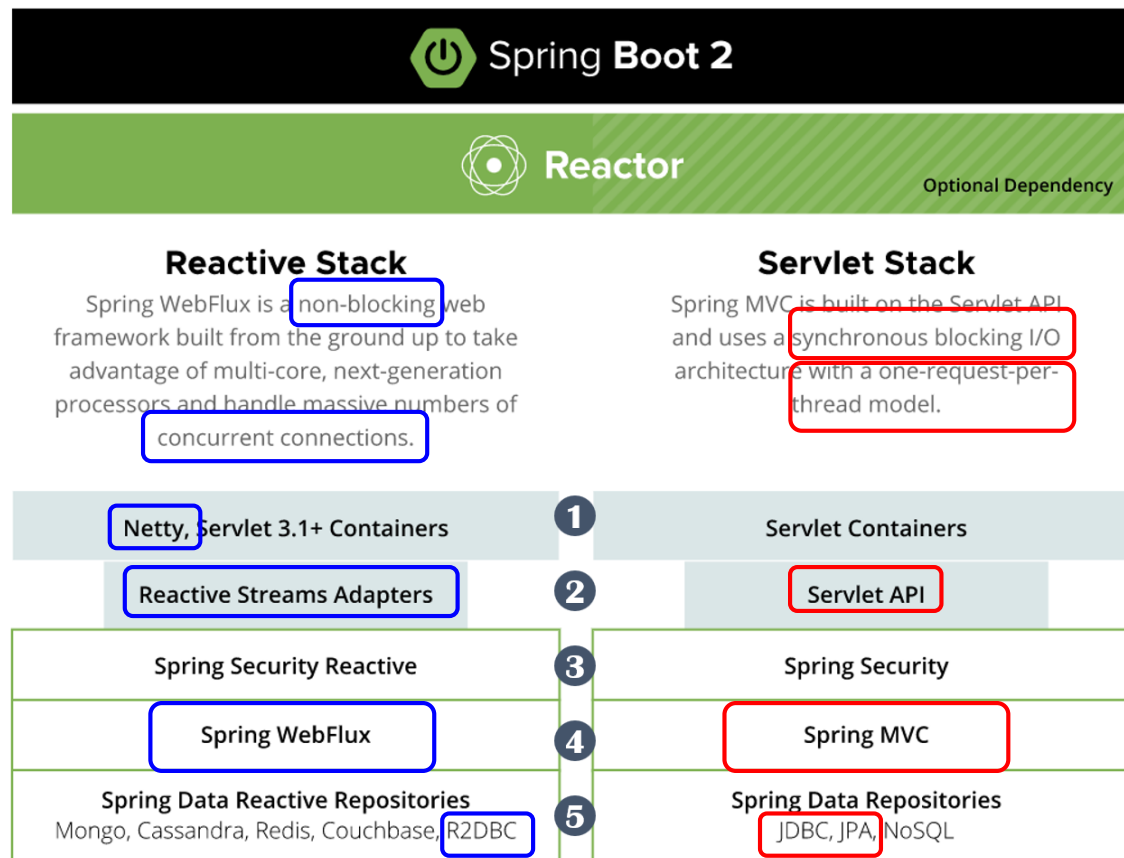 Spring Boot 2
Reactor
Optional Dependency
Reactive Stack
Spring WebFlux is a non-blocking web
framework built from the ground up to take
advantage of multi-core, next-generation
processors and handle massive numbers of
concurrent connections.
Servlet Stack
Spring MVC is built on the Servlet API
and uses a synchronous blocking I/O
architecture with a one-request-per-
thread model.
Netty, Servlet 3.1+ Containers
1
Servlet Containers
Reactive Streams Adapters
2
Servlet API
Spring Security Reactive
3
Spring Security
Spring WebFlux
4
Spring MVC
Spring Data Reactive Repositories
Mongo, Cassandra, Redis, Couchbase, R2DBC
5
Spring Data Repositories
JDBC, JPA, NoSQL